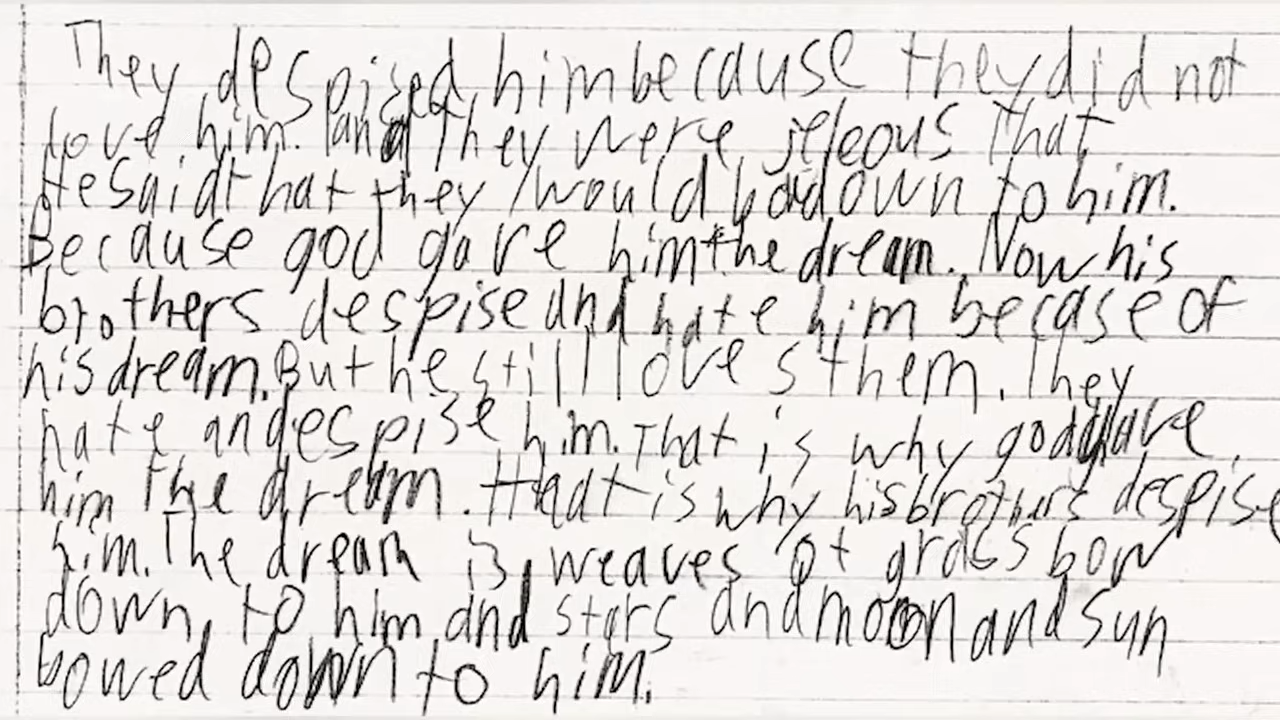 They despised him because they did not
love him. and They were jeleous That
He said that they would bow down to him.
Because god gave him the dream. Now his
brothers despise and hate him becase of
his dream. But he still loves them. They
hate an despise him. That is why god gave
him the dream. That is why his brothers despise
him. The dream is, weaves of grass bow
down, to him and stars and moon and sun
bowed down to him.